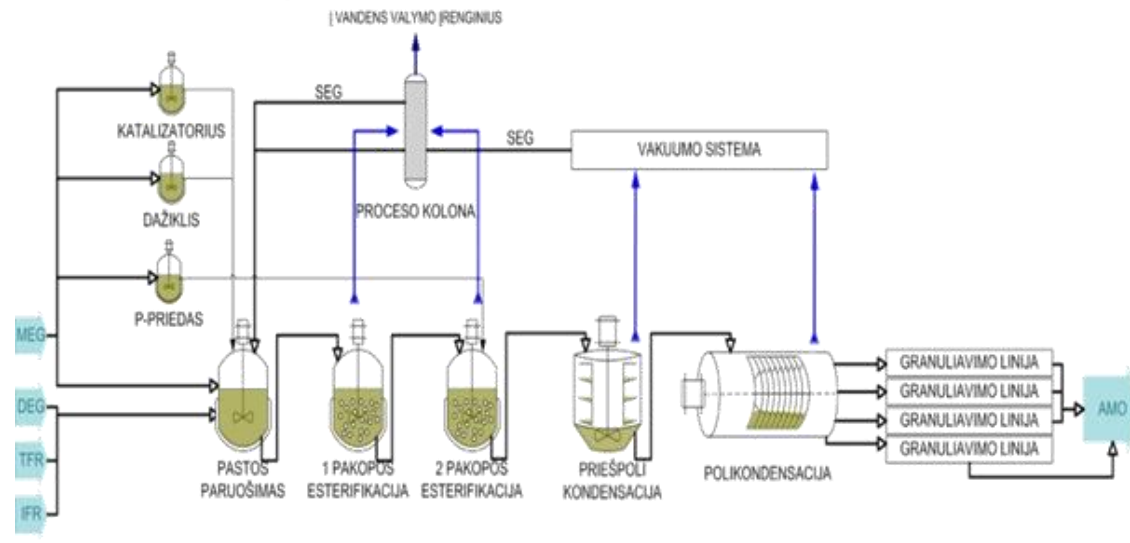 Į VANDENS VALYMO ĮRENGINIUS
SEG
KATALIZATORIUS
SEG
VAKUUMO SISTEMA
DAŽIKLIS
PROCESO KOLONA
P-PRIEDAS
MEG
DEG
TFR
IFR
PASTOS
PARUOŠIMAS
1 PAKOPOS
ESTERIFIKACIJA
2 PAKOPOS
ESTERIFIKACIJA
PRIEŠPOLI
KONDENSACIJA
POLIKONDENSACIJA
GRANULIAVIMO LINIJA
GRANULIAVIMO LINIJA
GRANULIAVIMO LINIJA
GRANULIAVIMO LINIJA
AMO